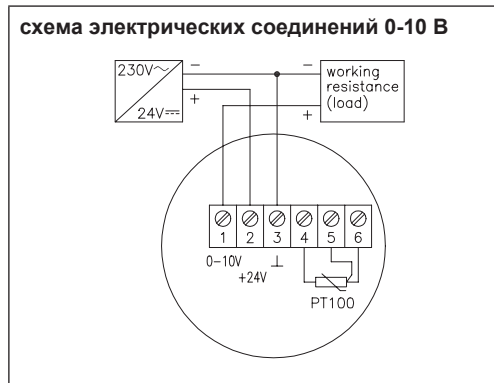 схема электрических соединений 0-10 В
230V～ − − working
resistance
(load)
24V⎓ + +
1 2 3 4 5 6
0–10V ⊥
+24V
PT100